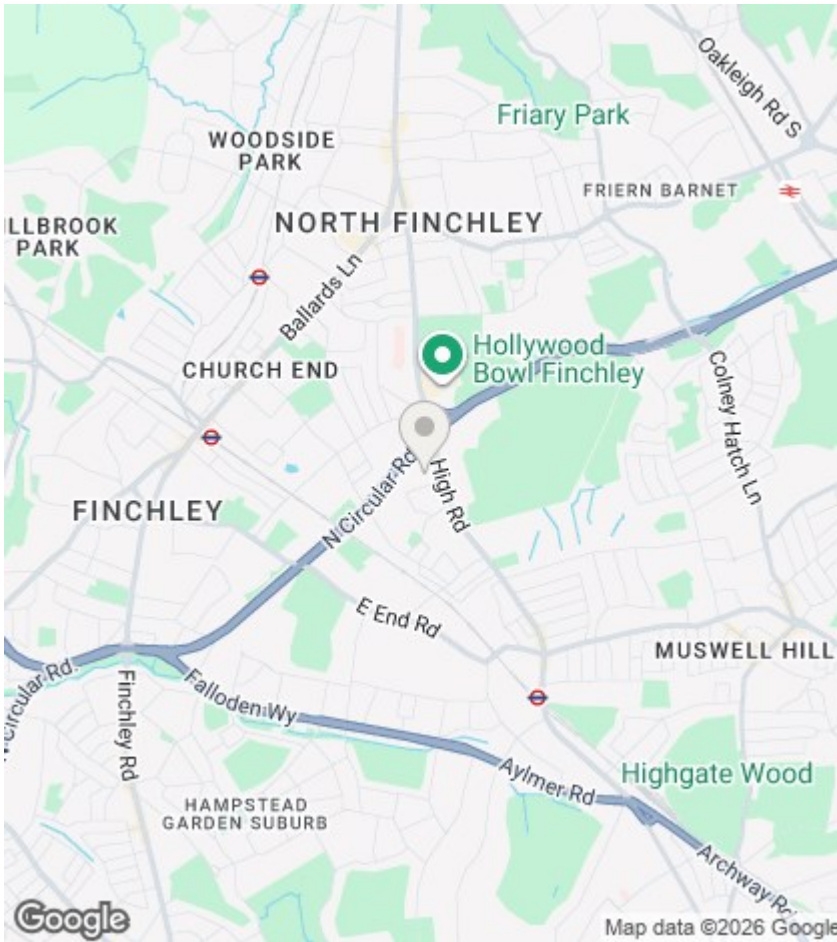 Oakleigh Rd S
Friary Park
WOODSIDE
PARK
FRIERN BARNET
ILLBROOK
PARK
NORTH FINCHLEY
Ballards Ln
Hollywood
Bowl Finchley
CHURCH END
Colney Hatch Ln
High Rd
N Circular Rd
FINCHLEY
E End Rd
MUSWELL HILL
N Circular Rd.
Falloden Wy
Finchley Rd
Aylmer Rd
Highgate Wood
HAMPSTEAD
GARDEN SUBURB
Archway Rd
Google
Map data ©2026 Google